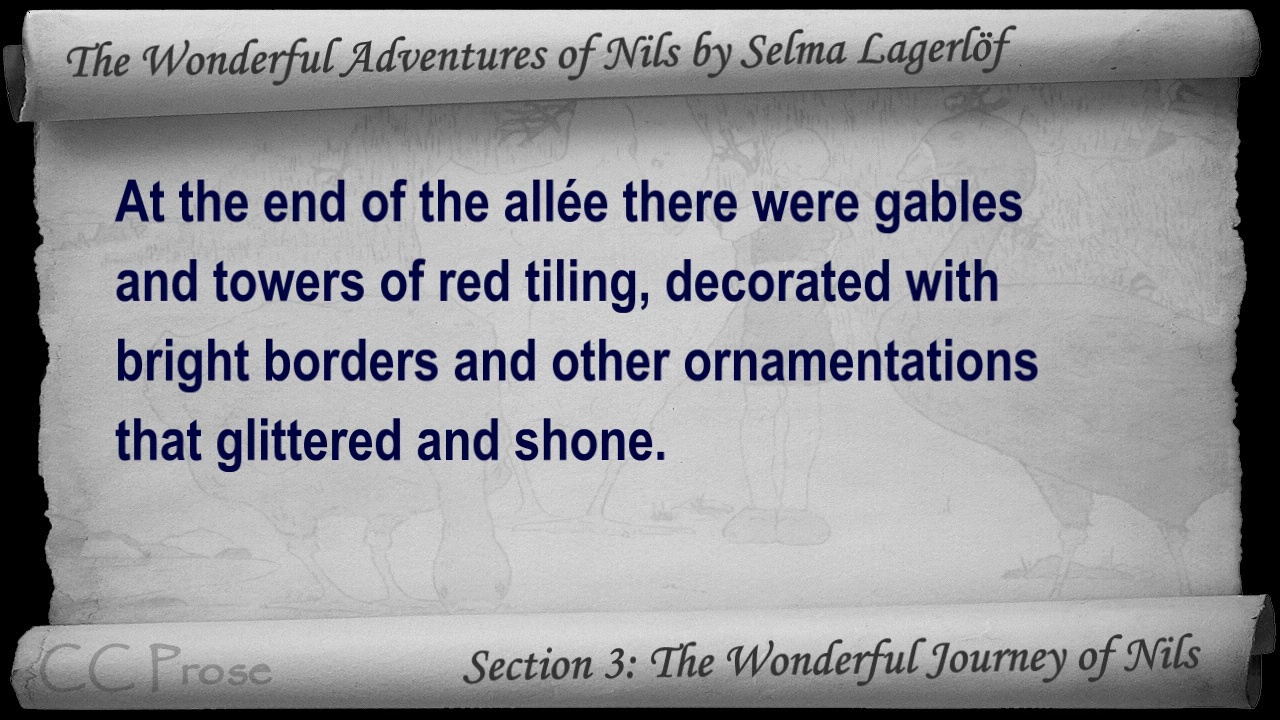 The Wonderful Adventures of Nils by Selma Lagerlöf
At the end of the allée there were gables
and towers of red tiling, decorated with
bright borders and other ornamentations
that glittered and shone.
CC Prose
Section 3: The Wonderful Journey of Nils